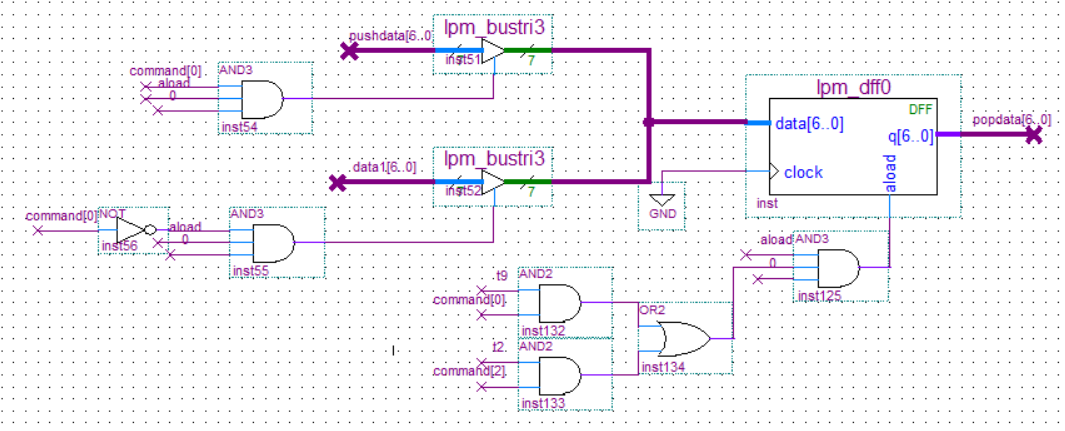 lpm_bustri3
pushdata[6..0
inst51
7
command[0]
aload
0
AND3
inst54
lpm_dff0
DFF
data[6..0]
q[6..0]
clock
aload
inst
popdata[6..0]
lpm_bustri3
data1[6..0]
inst52
7
GND
command[0]
NOT
inst56
aload
0
AND3
inst55
aload
0
AND3
inst125
t9
command[0]
AND2
inst132
OR2
inst134
t2
command[2]
AND2
inst133